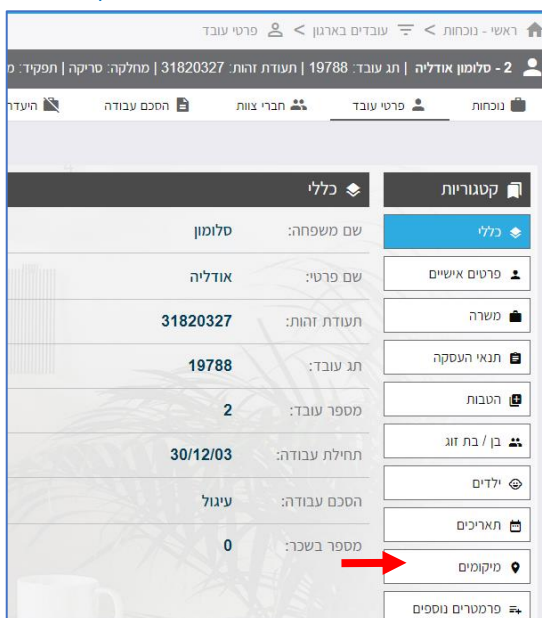 ראשי - נוכחות > עובדים בארגון > פרטי עובד
2 - סלומון אודליה | תג עובד: 19788 | תעודת זהות: 31820327 | מחלקה: סריקה | תפקיד:
נוכחות פרטי עובד חברי צוות הסכם עבודה
קטגוריות
כללי
פרטים אישיים
משרה
תנאי העסקה
הטבות
בן / בת זוג
ילדים
תאריכים
מיקומים
פרמטרים נוספים
כללי
שם משפחה: סלומון
שם פרטי: אודליה
תעודת זהות: 31820327
תג עובד: 19788
מספר עובד: 2
תחילת עבודה: 30/12/03
הסכם עבודה: עיגול
מספר בשכר: 0